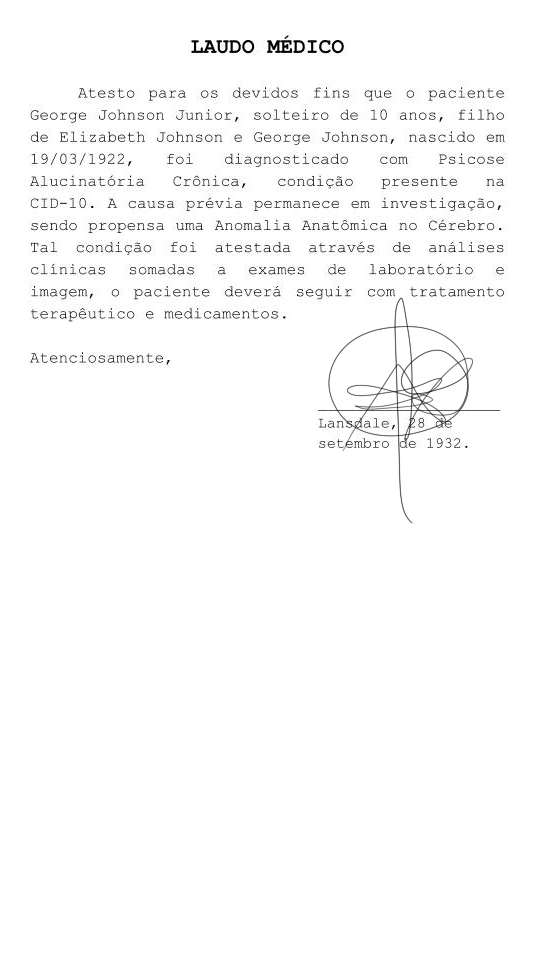 LAUDO MÉDICO
Atesto para os devidos fins que o paciente
George Johnson Junior, solteiro de 10 anos, filho
de Elizabeth Johnson e George Johnson, nascido em
19/03/1922, foi diagnosticado com Psicose
Alucinatória Crônica, condição presente na
CID-10. A causa prévia permanece em investigação,
sendo propensa uma Anomalia Anatômica no Cérebro.
Tal condição foi atestada através de análises
clínicas somadas a exames de laboratório e
imagem, o paciente deverá seguir com tratamento
terapêutico e medicamentos.
Atenciosamente,
Lansdale, 28 de
setembro de 1932.